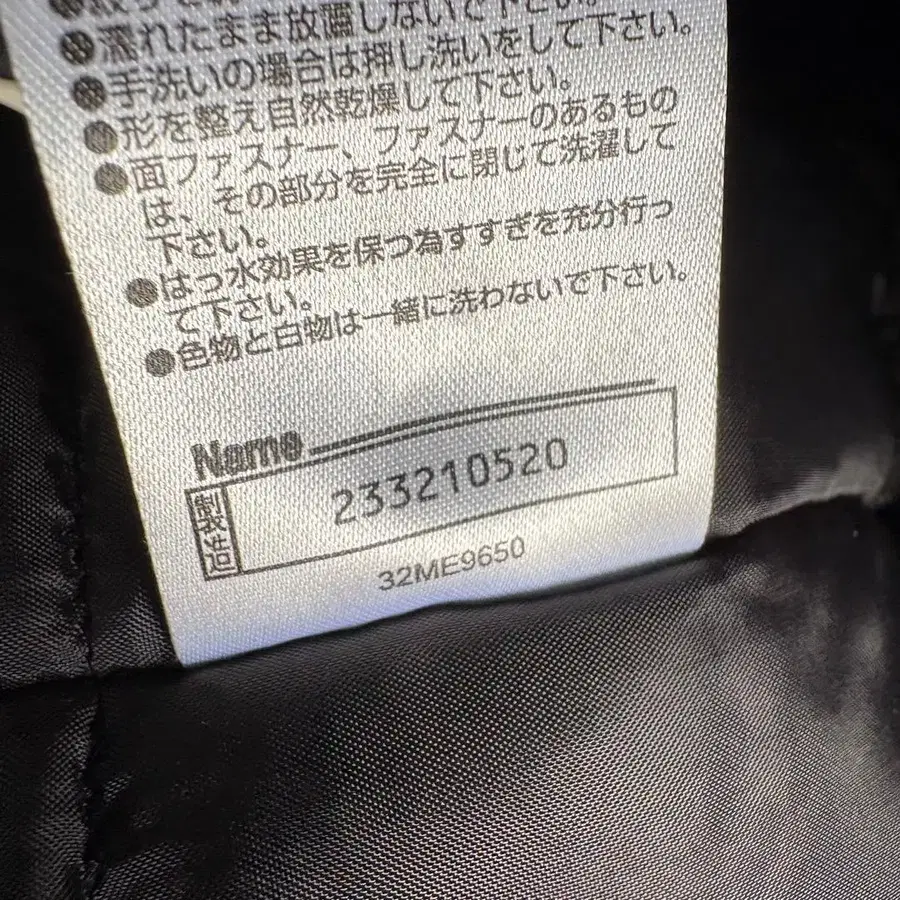 ●濡れたまま放置しないで下さい。
●手洗いの場合は押し洗いをして下さい。
●形を整え自然乾燥して下さい。
●面ファスナー、ファスナーのあるもの
は、その部分を完全に閉じて洗濯して
下さい。
●はっ水効果を保つ為すすぎを充分行っ
て下さい。
●色物と白物は一緒に洗わないで下さい。
Name
製造 233210520
32ME9650